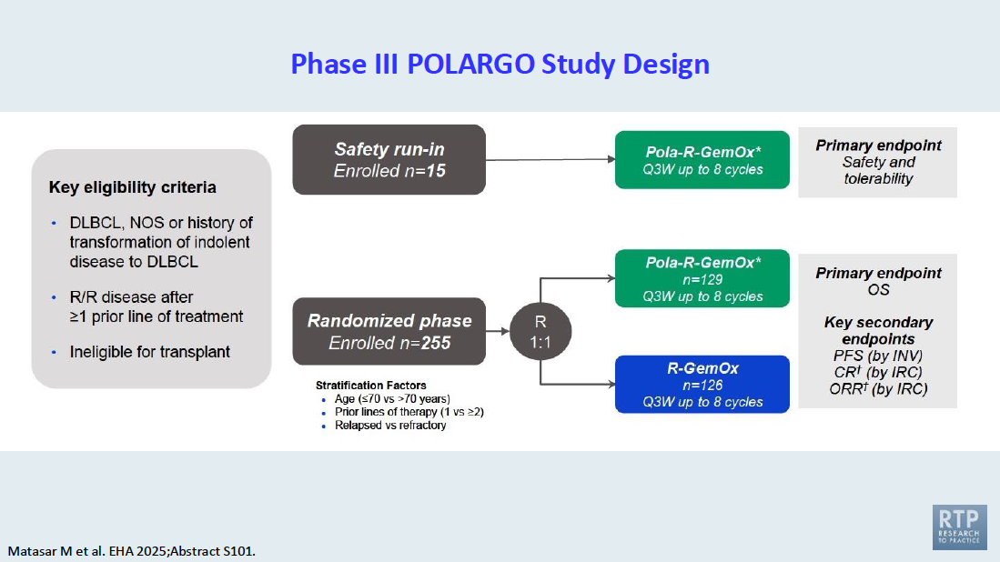 Phase III POLARGO Study Design
Key eligibility criteria
• DLBCL, NOS or history of
transformation of indolent
disease to DLBCL
• R/R disease after
≥1 prior line of treatment
• Ineligible for transplant
Safety run-in
Enrolled n=15
Pola-R-GemOx*
Q3W up to 8 cycles
Primary endpoint
Safety and
tolerability
Randomized phase
Enrolled n=255
Stratification Factors
• Age (≤70 vs >70 years)
• Prior lines of therapy (1 vs ≥2)
• Relapsed vs refractory
R
1:1
Pola-R-GemOx*
n=129
Q3W up to 8 cycles
R-GemOx
n=126
Q3W up to 8 cycles
Primary endpoint
OS
Key secondary
endpoints
PFS (by INV)
CR† (by IRC)
ORR† (by IRC)
Matasar M et al. EHA 2025;Abstract S101.
RTP
RESEARCH
TO PRACTICE